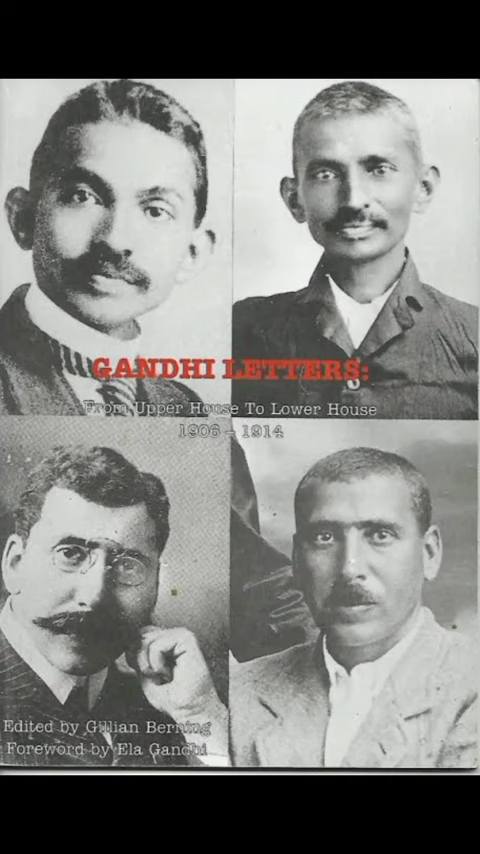 GANDHI LETTERS:
From Upper House To Lower House
1906 - 1914
Edited by Gillian Berning
Foreword by Ela Gandhi